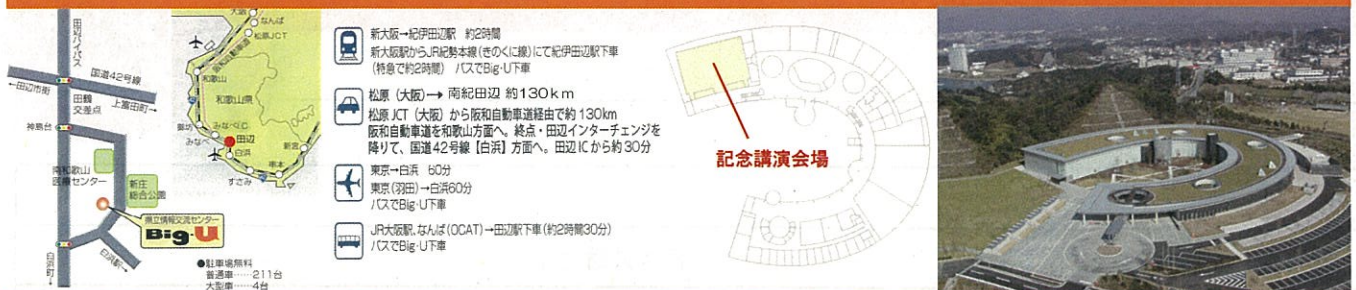 田辺バイパス
国道42号線
←田辺市街
田鶴交差点
上富田町→
神島台
南和歌山
医療センター
新庄
総合公園
県立情報交流センター
Big・U
白浜町→
白浜駅→
●駐車場無料
普通車……211台
大型車……4台
大阪
なんば
松原JCT
阪和自動車道
和歌山
和歌山県
御坊
みなべIC
みなべ
田辺
白浜
すさみ
串本
新宮
新大阪→紀伊田辺駅 約2時間
新大阪駅からJR紀勢本線(きのくに線)にて紀伊田辺駅下車
(特急で約2時間) バスでBig・U下車
松原(大阪)→ 南紀田辺 約130km
松原JCT(大阪)から阪和自動車道経由で約130km
阪和自動車道を和歌山方面へ。終点・田辺インターチェンジを
降りて、国道42号線【白浜】方面へ。田辺ICから約30分
東京→白浜 60分
東京(羽田)→白浜60分
バスでBig・U下車
JR大阪駅、なんば(OCAT)→田辺駅下車(約2時間30分)
バスでBig・U下車
記念講演会場